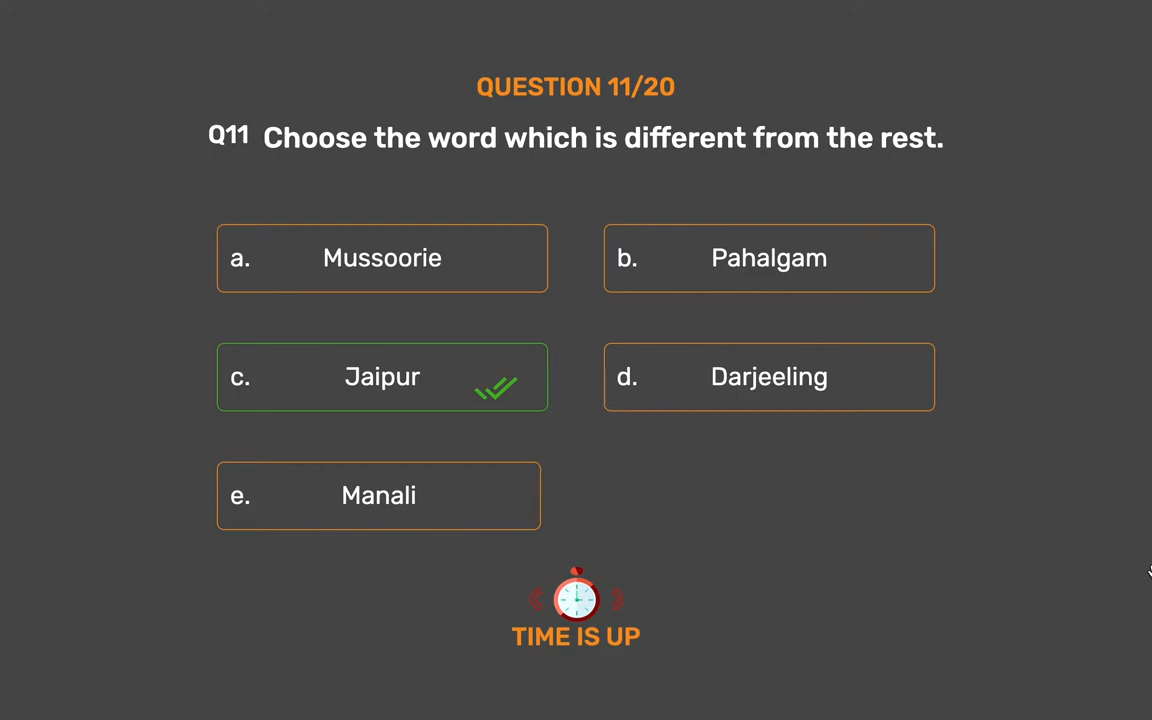 QUESTION 11/20
Q11 Choose the word which is different from the rest.
a. Mussoorie
b. Pahalgam
c. Jaipur
d. Darjeeling
e. Manali
TIME IS UP